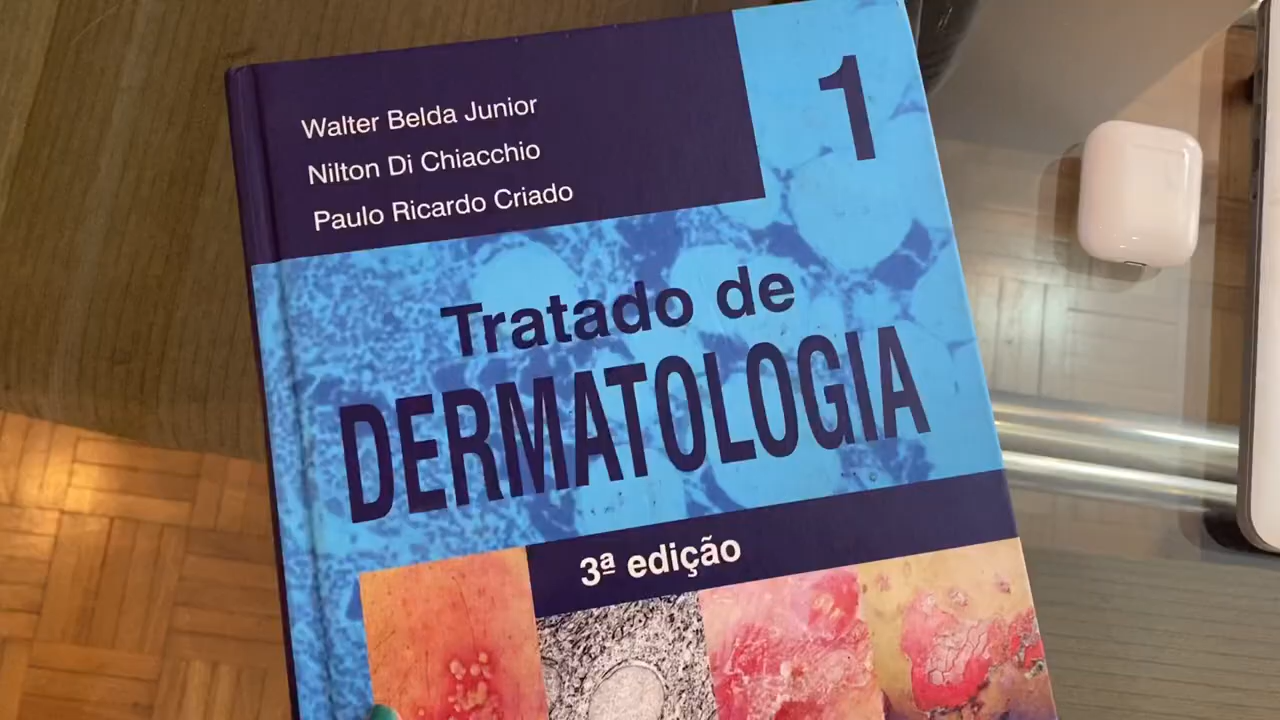 Walter Belda Junior
Nilton Di Chiacchio
Paulo Ricardo Criado
1
Tratado de
DERMATOLOGIA
3ª edição